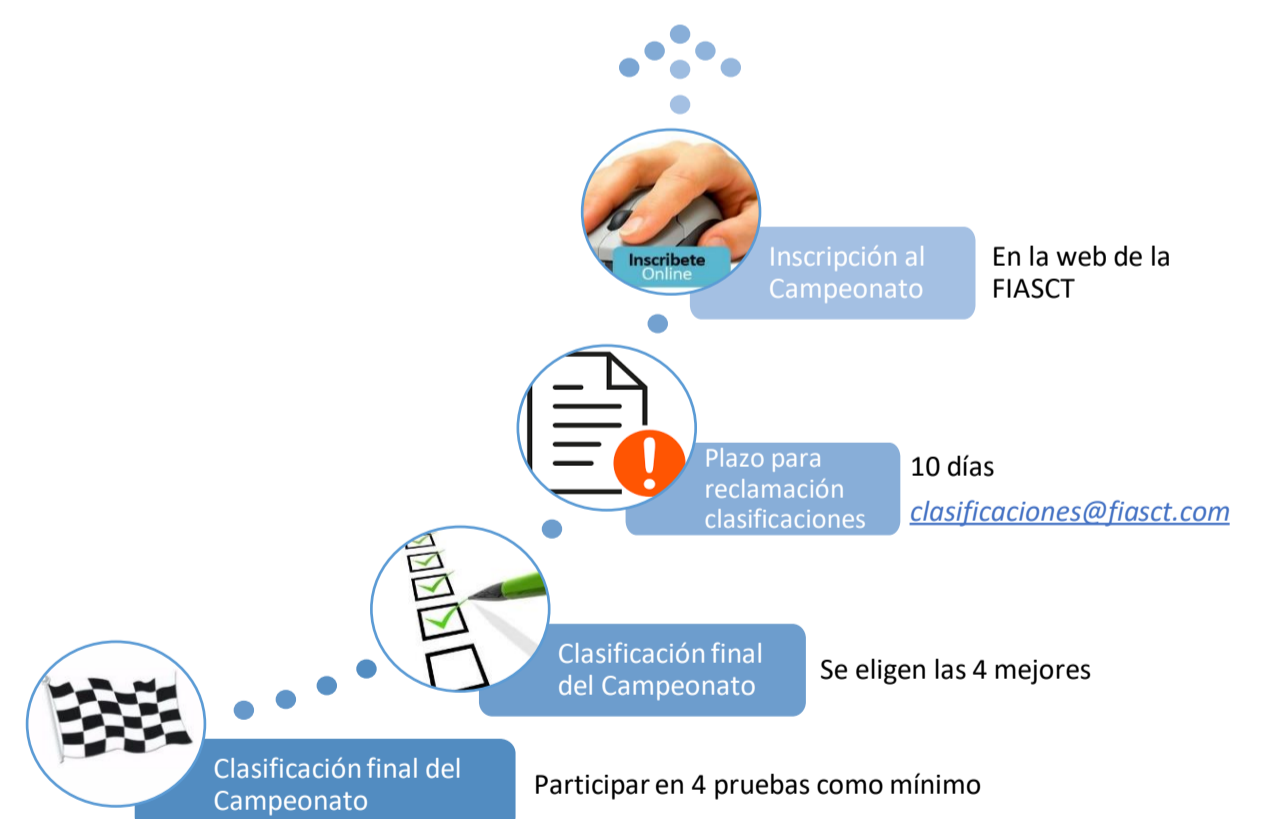 Inscribete
Online
Inscripción al
Campeonato
En la web de la
FIASCT
Plazo para
reclamación
clasificaciones
10 días
clasificaciones@fiasct.com
Clasificación final
del Campeonato
Se eligen las 4 mejores
Clasificación final del
Campeonato
Participar en 4 pruebas como mínimo